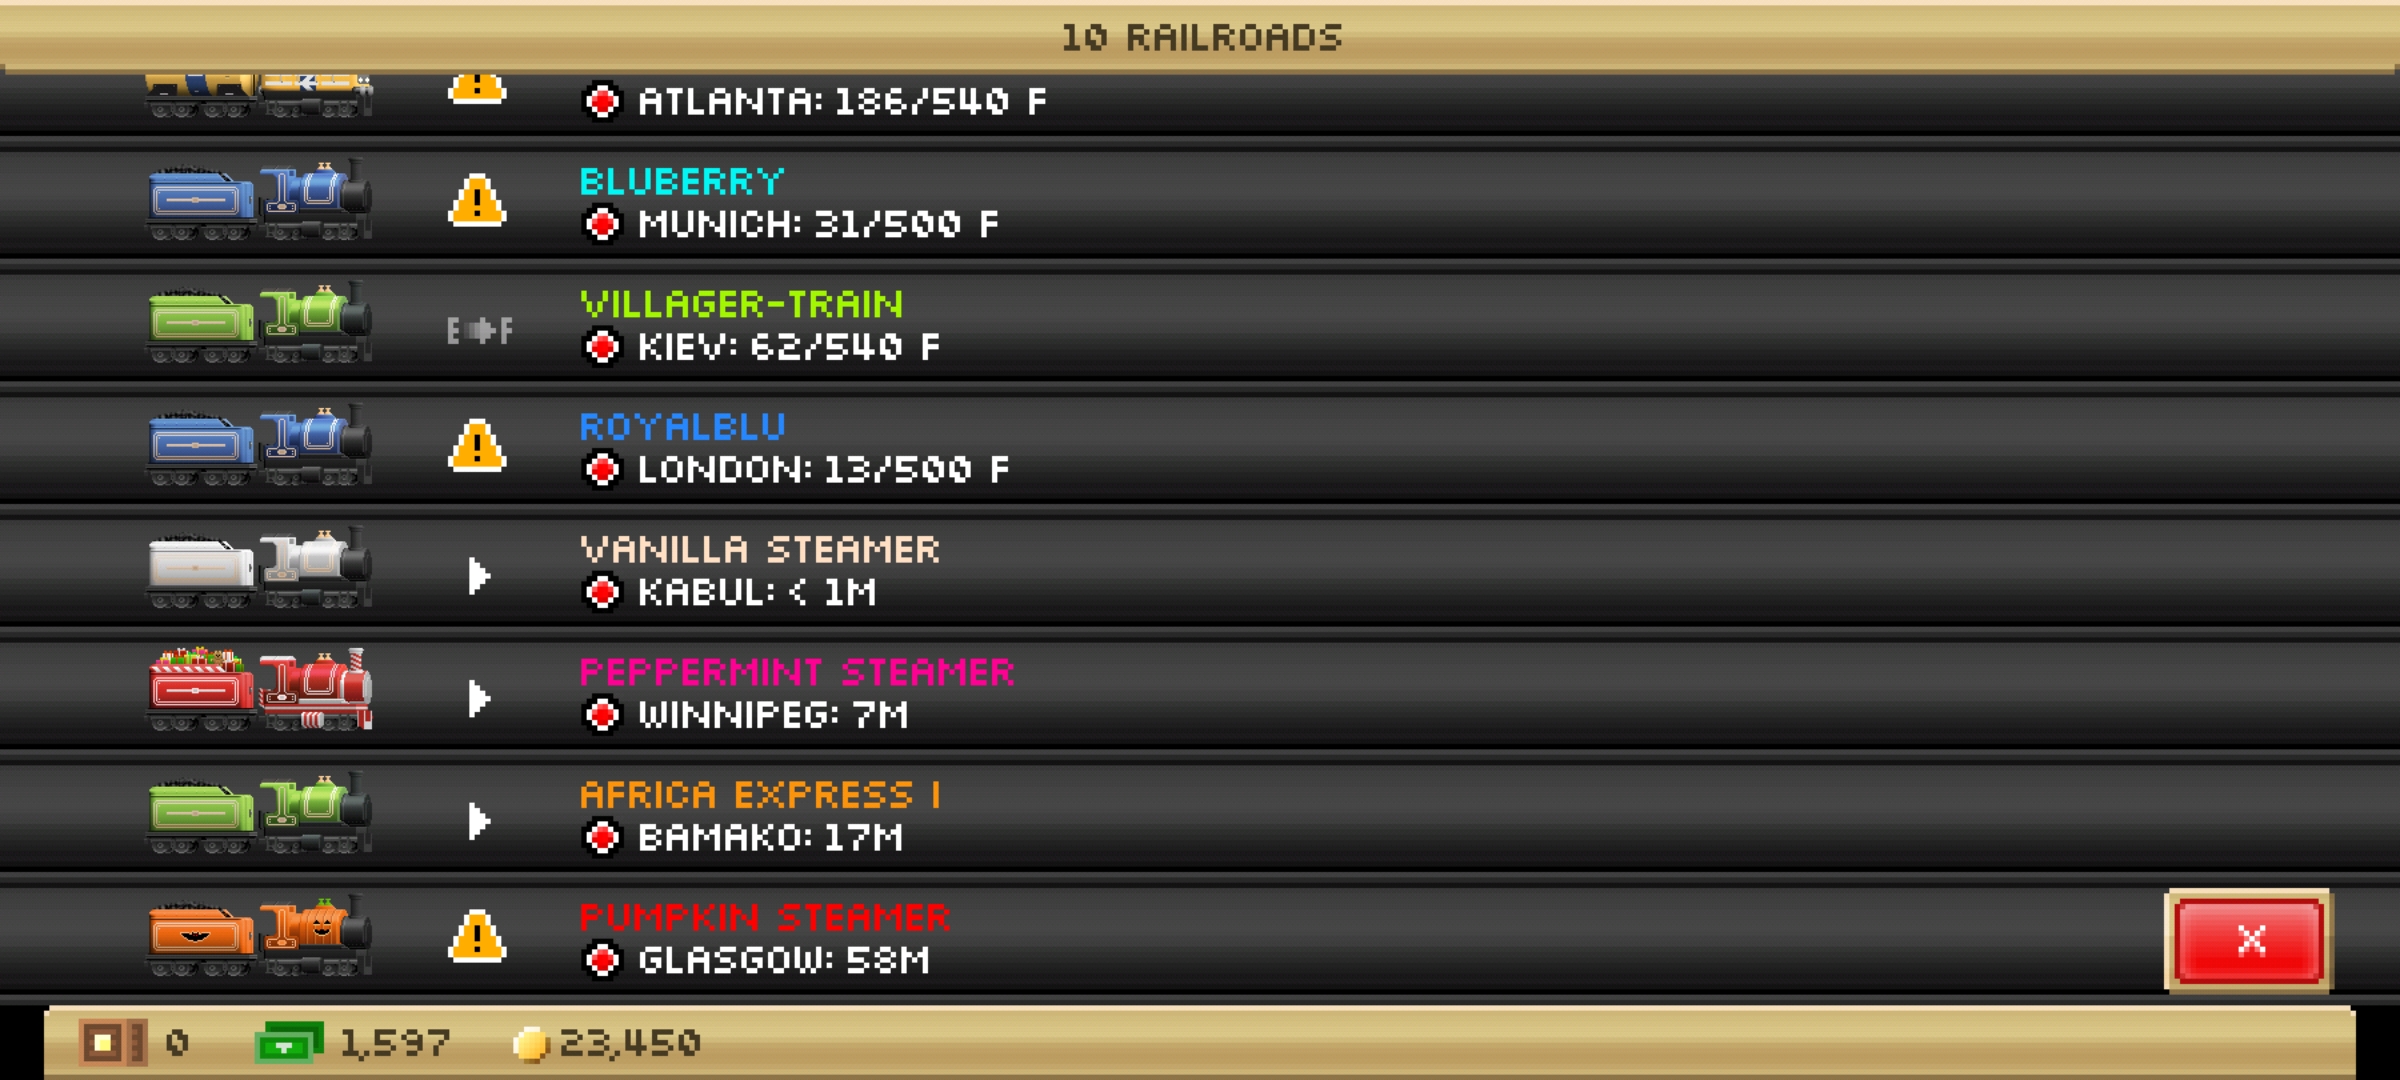 10 RAILROADS
ATLANTA: 186/540 F
BLUBERRY
MUNICH: 31/500 F
VILLAGER-TRAIN
E F
KIEV: 62/540 F
ROYALBLU
LONDON: 13/500 F
VANILLA STEAMER
KABUL: < 1M
PEPPERMINT STEAMER
WINNIPEG: 7M
AFRICA EXPRESS I
BAMAKO: 17M
PUMPKIN STEAMER
GLASGOW: 58M
X
0 1,597 23,450